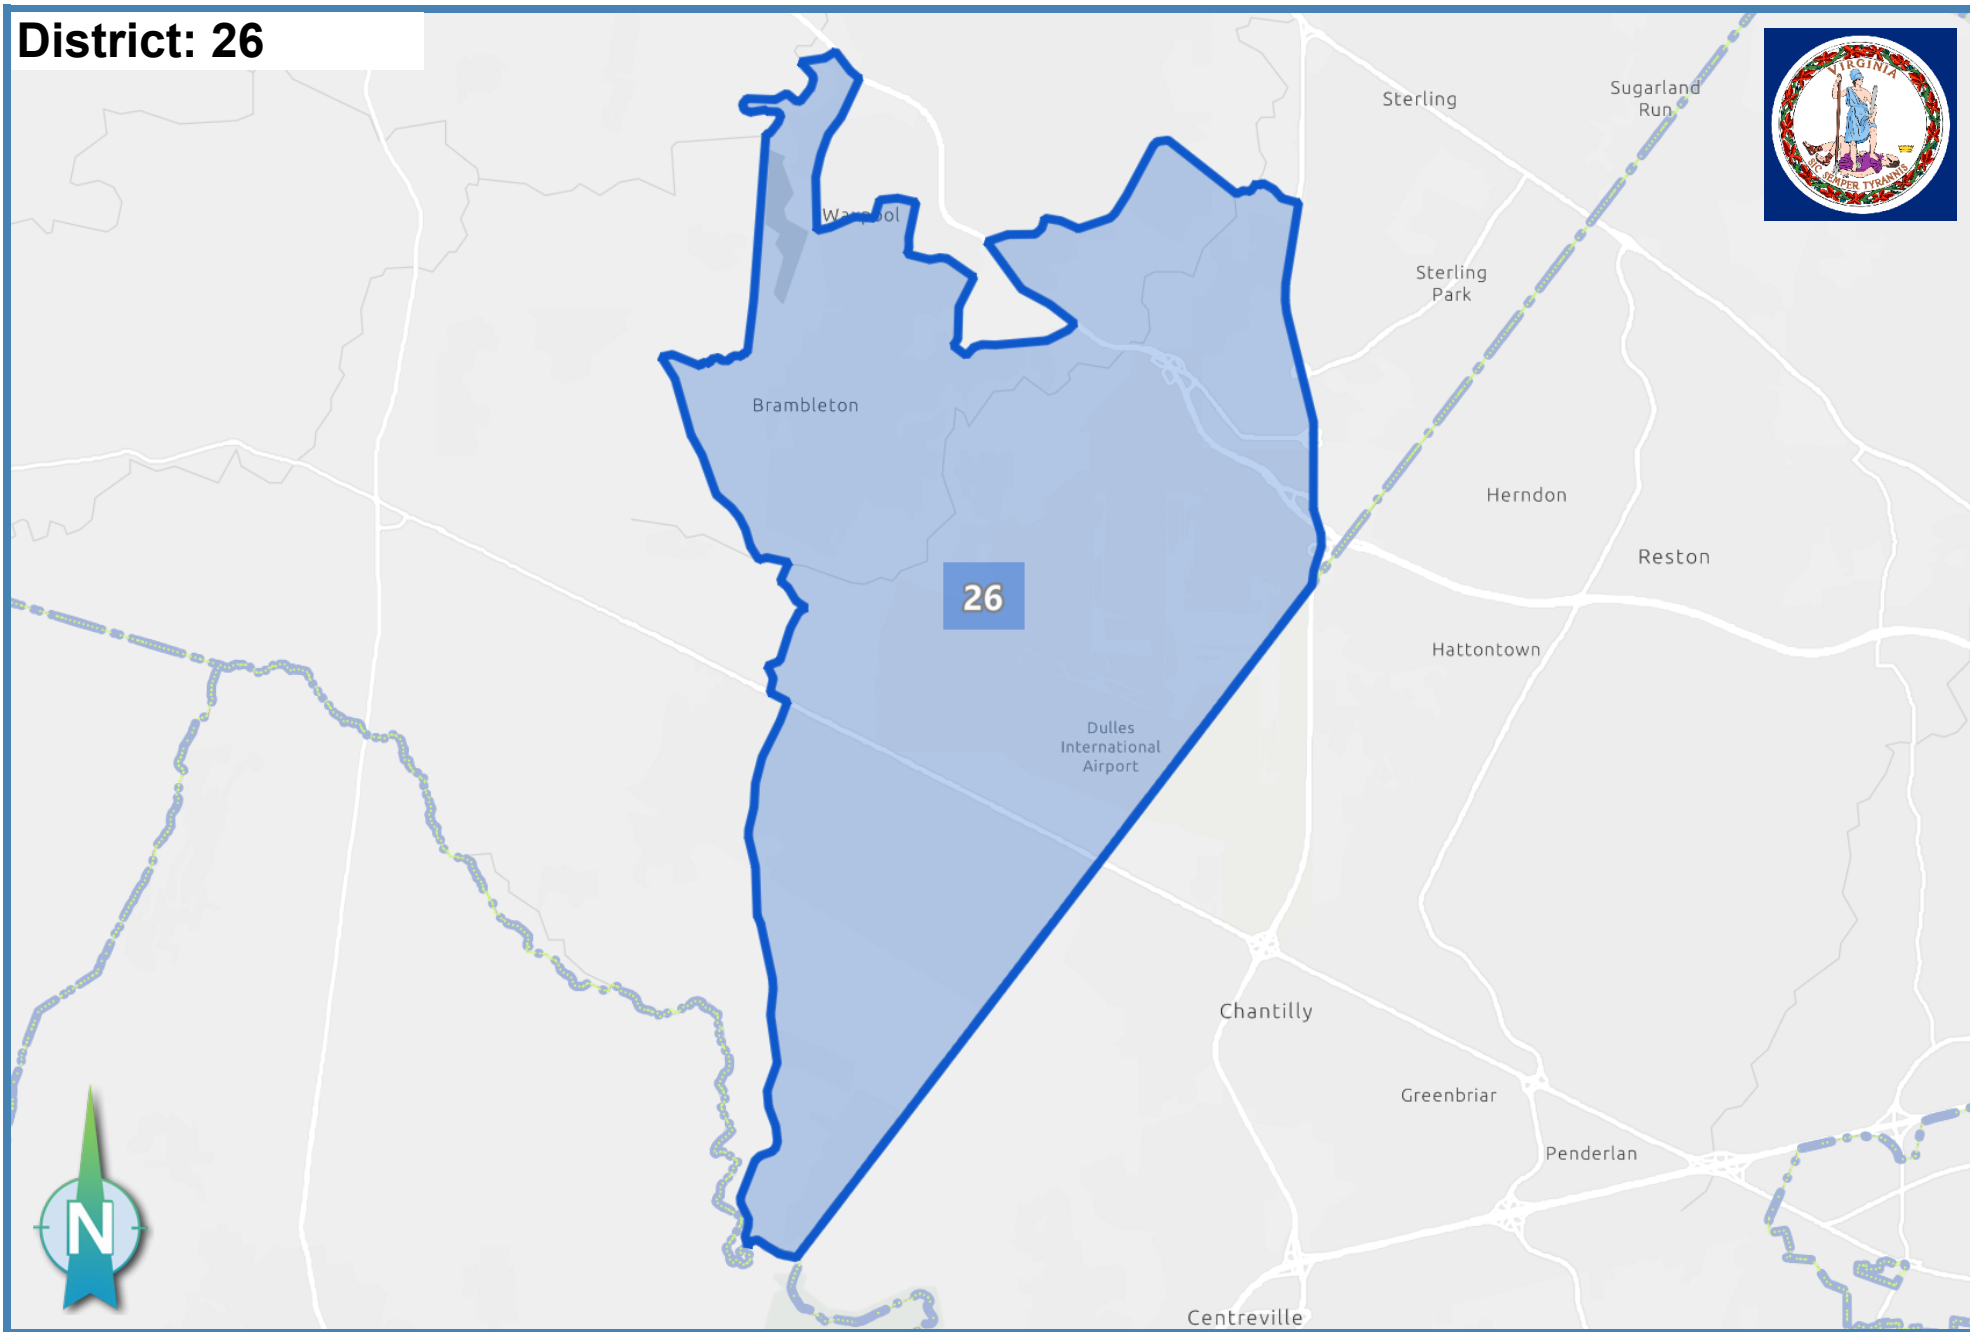 District: 26
VIRGINIA
SIC SEMPER TYRANNIS
Sterling
Sugarland
Run
Waxpool
Sterling
Park
Brambleton
Herndon
Reston
26
Hattontown
Dulles
International
Airport
Chantilly
Greenbriar
Penderlan
N
Centreville